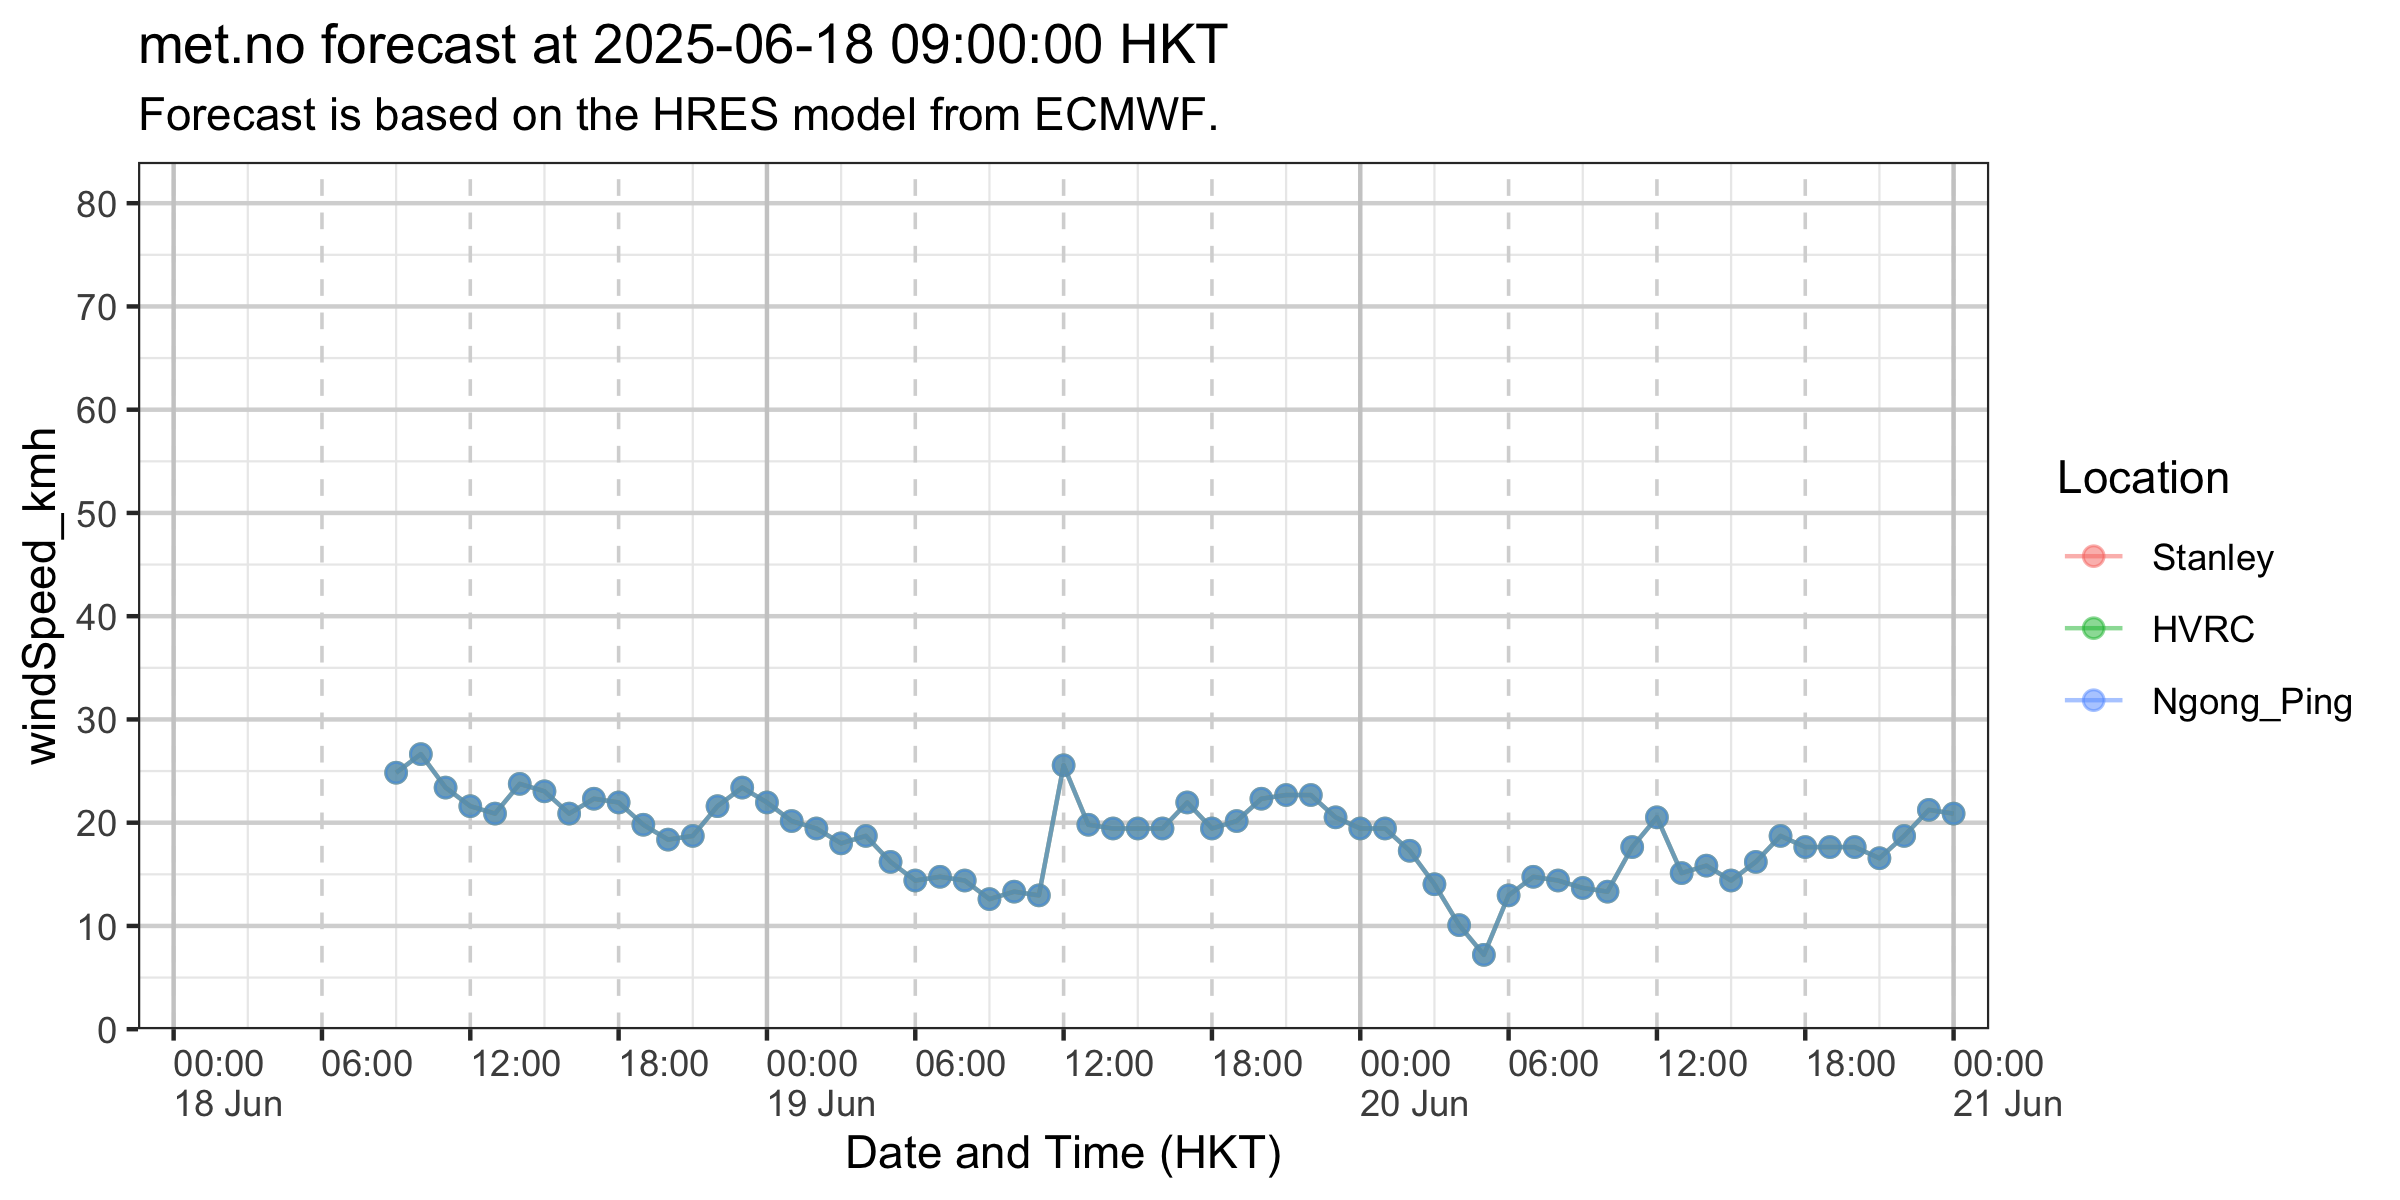 met.no forecast at 2025-06-18 09:00:00 HKT
Forecast is based on the HRES model from ECMWF.
windSpeed_kmh
80
70
60
50
40
30
20
10
0
00:00 06:00 12:00 18:00 00:00 06:00 12:00 18:00 00:00 06:00 12:00 18:00 00:00
18 Jun 19 Jun 20 Jun 21 Jun
Date and Time (HKT)
Location
Stanley
HVRC
Ngong_Ping